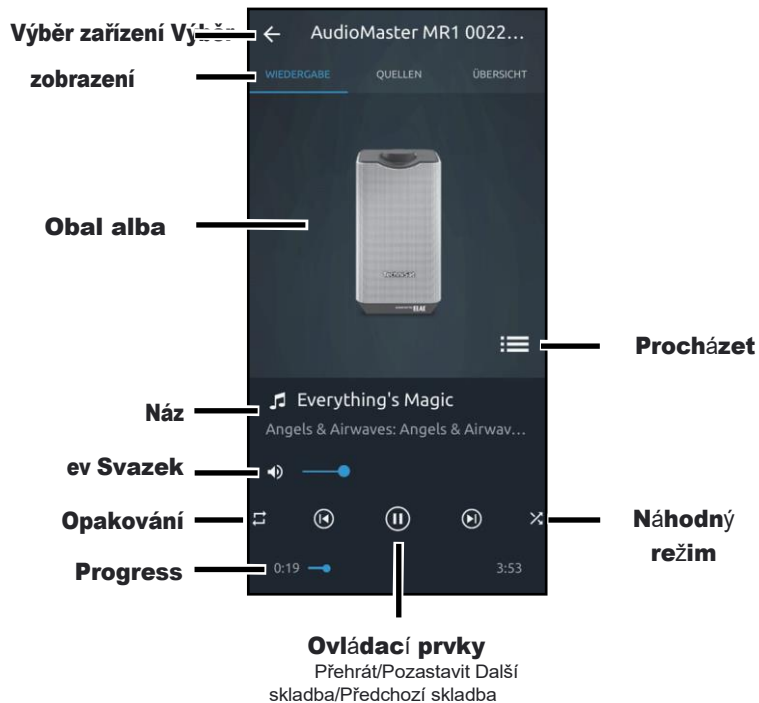 Výběr zařízení Výběr
zobrazení
AudioMaster MR1 0022...
WIEDERGABE QUELLEN ÜBERSICHT
Obal alba
TechniSat
ELAC
Procházet
Náz
Everything's Magic
Angels & Airwaves: Angels & Airwav...
ev Svazek
Opakování
Náhodný
režim
Progress
0:19 3:53
Ovládací prvky
Přehrát/Pozastavit Další
skladba/Předchozí skladba